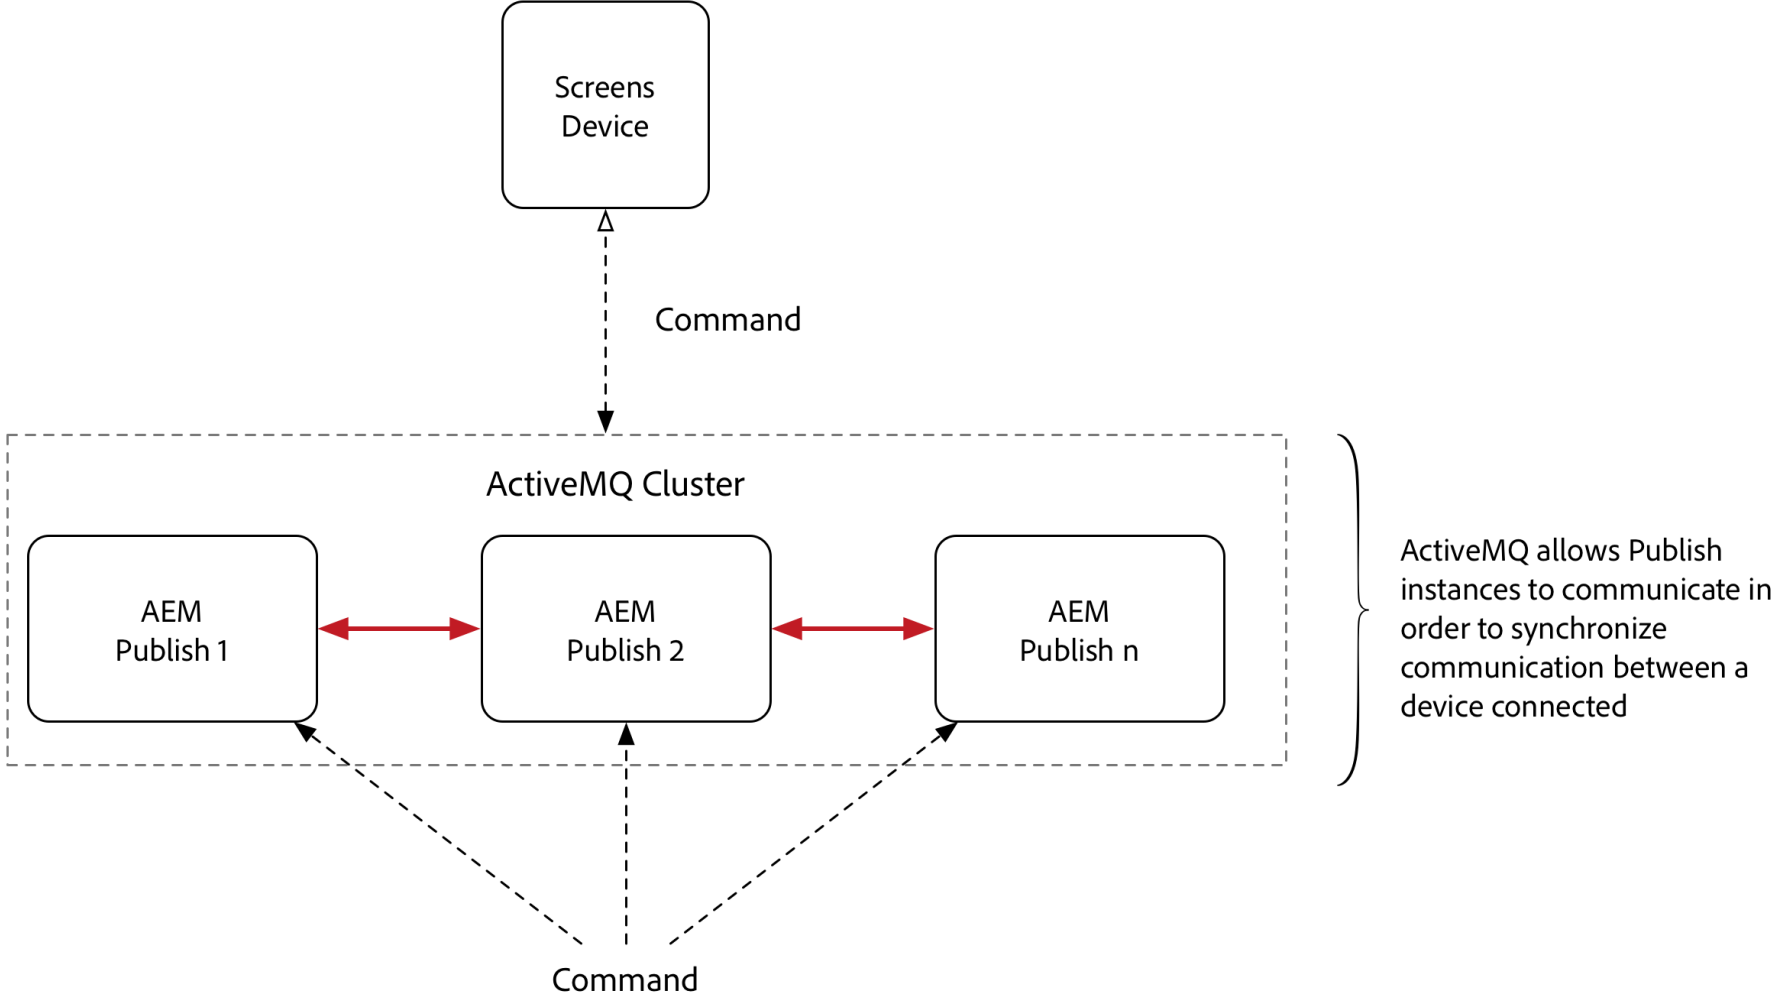 Screens
Device
Command
ActiveMQ Cluster
AEM
Publish 1
AEM
Publish 2
AEM
Publish n
ActiveMQ allows Publish
instances to communicate in
order to synchronize
communication between a
device connected
Command